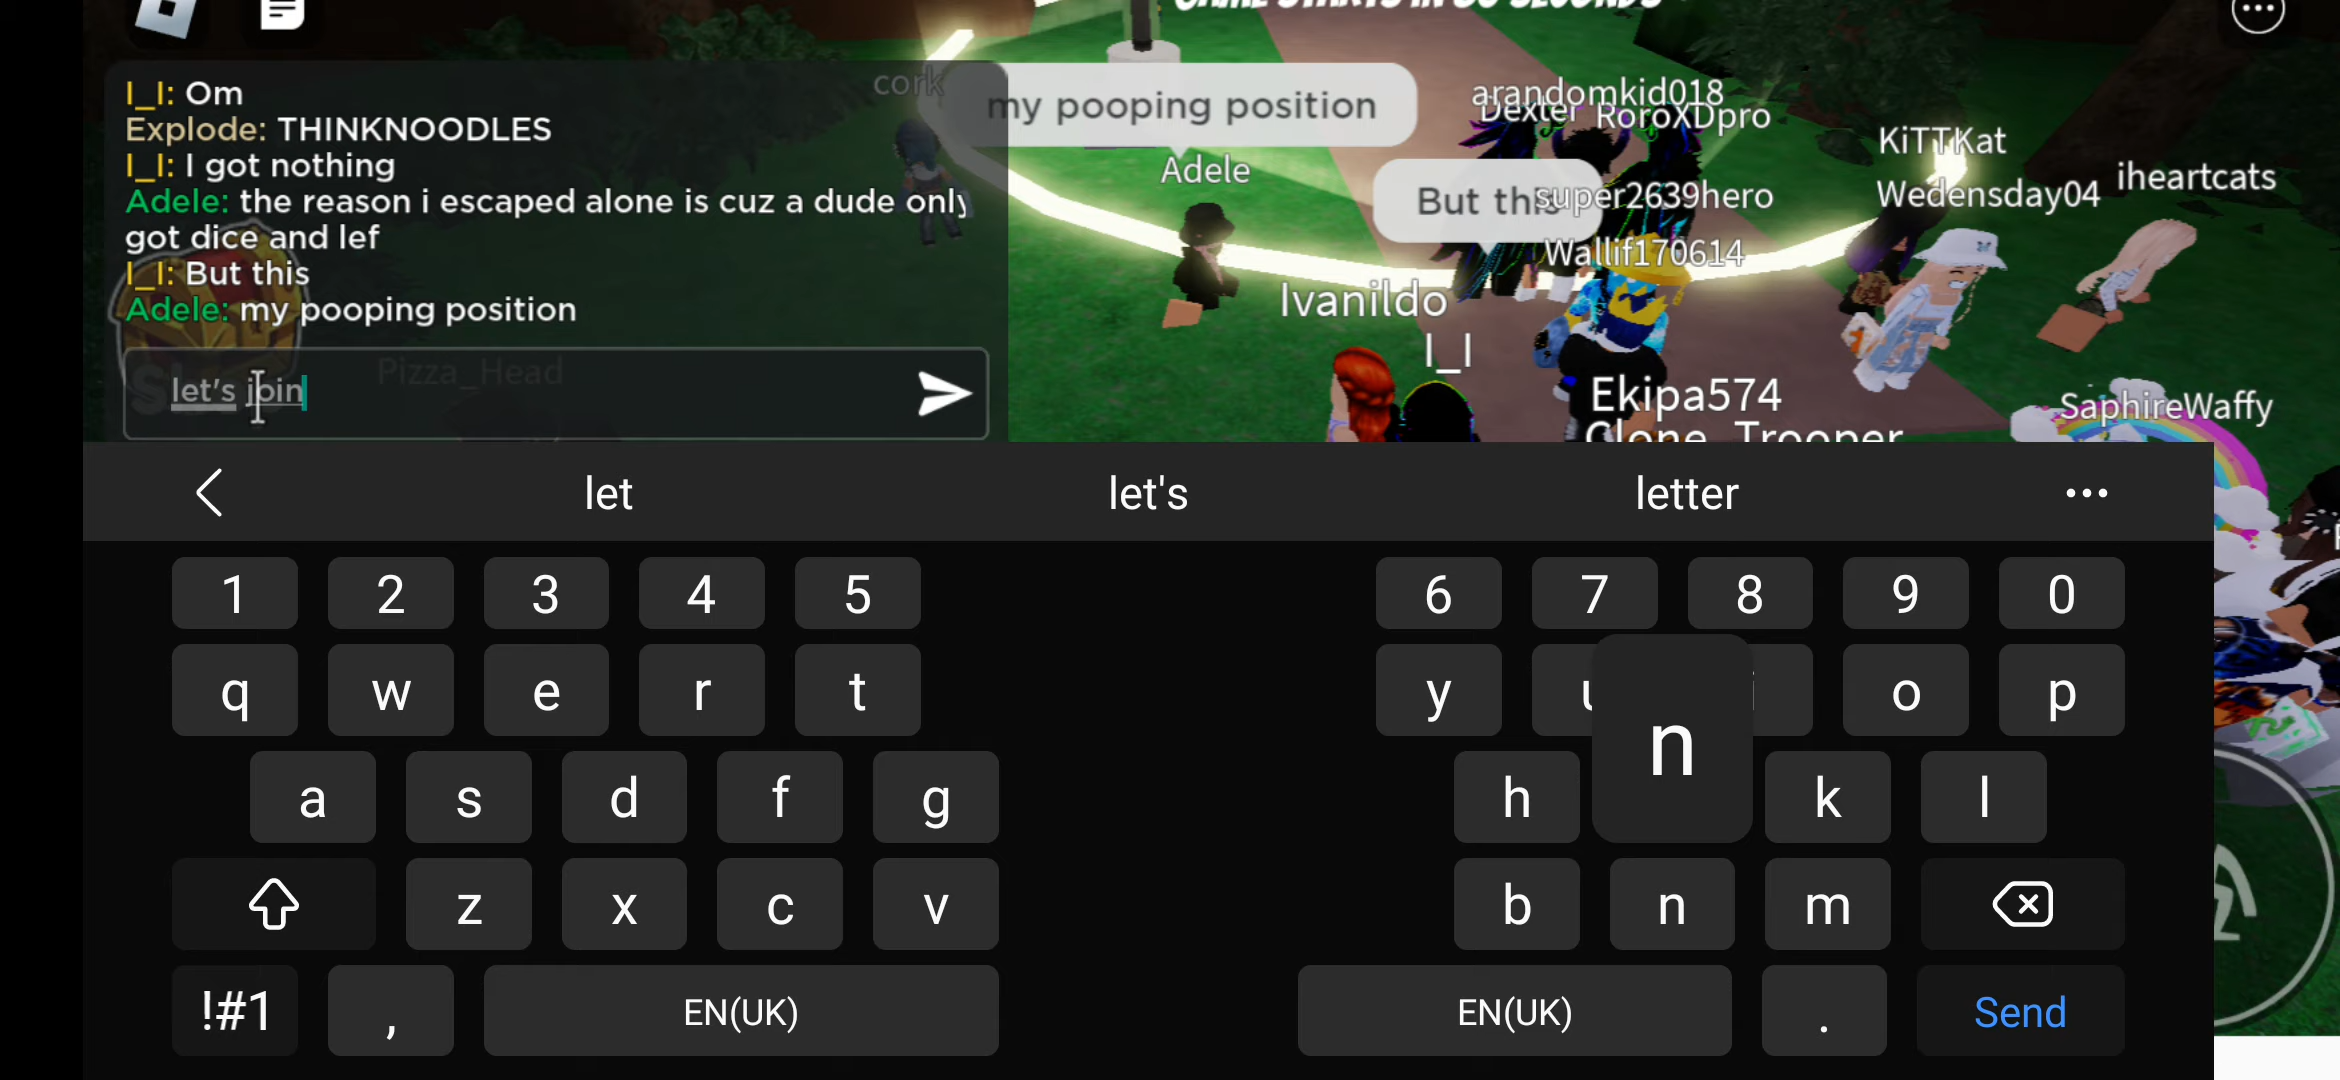 GAME STARTS IN 30 SECONDS
I_I: Om
Explode: THINKNOODLES
I_I: I got nothing
Adele: the reason i escaped alone is cuz a dude only
got dice and lef
I_I: But this
Adele: my pooping position
let's join
Pizza_Head
cork
my pooping position
Adele
But this
arandomkid018
Dexter
RoroXDpro
KiTTKat
iheartcats
super2639hero
Wedensday04
Wallif170614
Ivanildo
I_I
Ekipa574
Clone_Trooper
SaphireWaffy
let let's letter
1 2 3 4 5 6 7 8 9 0
q w e r t y u i o p
n
a s d f g h k l
z x c v b n m
!#1 , EN(UK) EN(UK) . Send